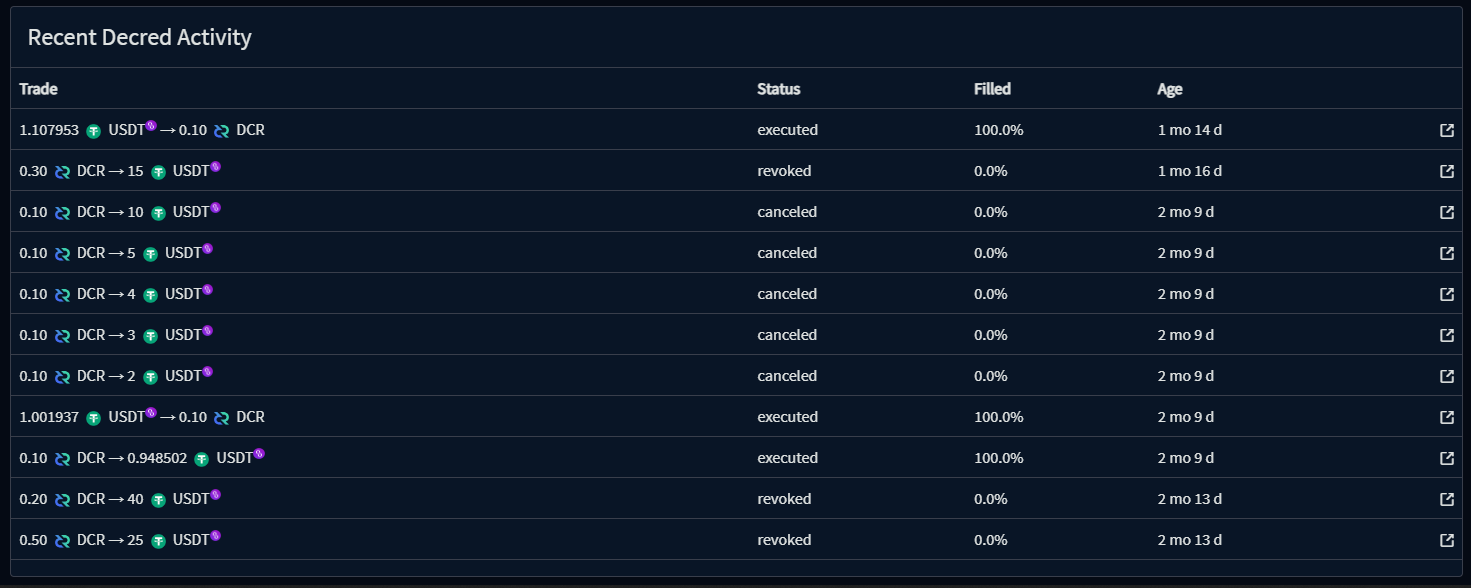 Recent Decred Activity
Trade Status Filled Age
1.107953 USDT → 0.10 DCR executed 100.0% 1 mo 14 d
0.30 DCR → 15 USDT revoked 0.0% 1 mo 16 d
0.10 DCR → 10 USDT canceled 0.0% 2 mo 9 d
0.10 DCR → 5 USDT canceled 0.0% 2 mo 9 d
0.10 DCR → 4 USDT canceled 0.0% 2 mo 9 d
0.10 DCR → 3 USDT canceled 0.0% 2 mo 9 d
0.10 DCR → 2 USDT canceled 0.0% 2 mo 9 d
1.001937 USDT → 0.10 DCR executed 100.0% 2 mo 9 d
0.10 DCR → 0.948502 USDT executed 100.0% 2 mo 9 d
0.20 DCR → 40 USDT revoked 0.0% 2 mo 13 d
0.50 DCR → 25 USDT revoked 0.0% 2 mo 13 d